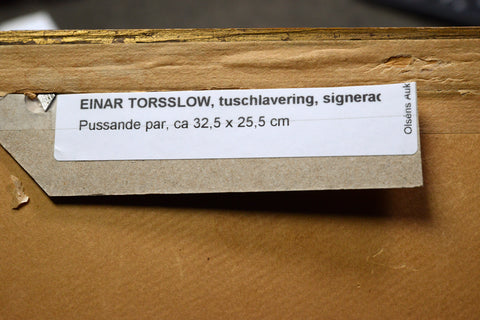 EINAR TORSSLOW, tuschlavering, signerad
Pussande par, ca 32,5 x 25,5 cm
Olséns Auk